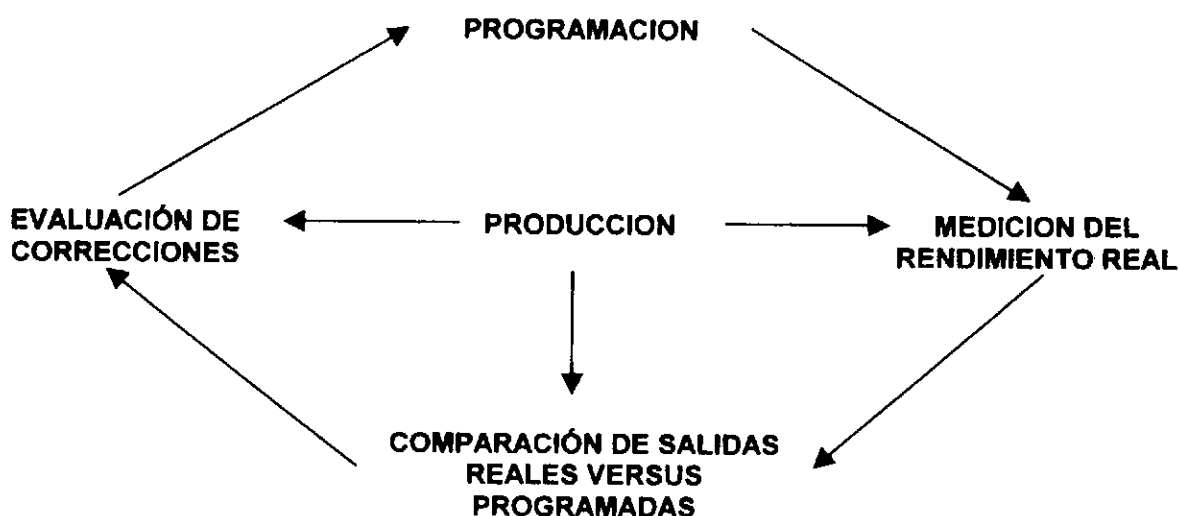 PROGRAMACION
EVALUACIÓN DE
CORRECCIONES
PRODUCCION
MEDICION DEL
RENDIMIENTO REAL
COMPARACIÓN DE SALIDAS
REALES VERSUS
PROGRAMADAS